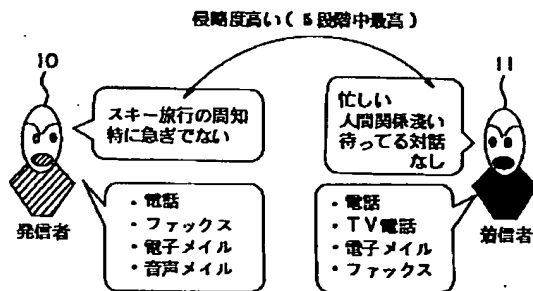 侵略度高い(5段階中最高)
10
11
スキー旅行の周知
特に急ぎでない
忙しい
人間関係浅い
待ってる対話
なし
・電話
・ファックス
・電子メイル
・音声メイル
・電話
・TV電話
・電子メイル
・ファックス
発信者
着信者